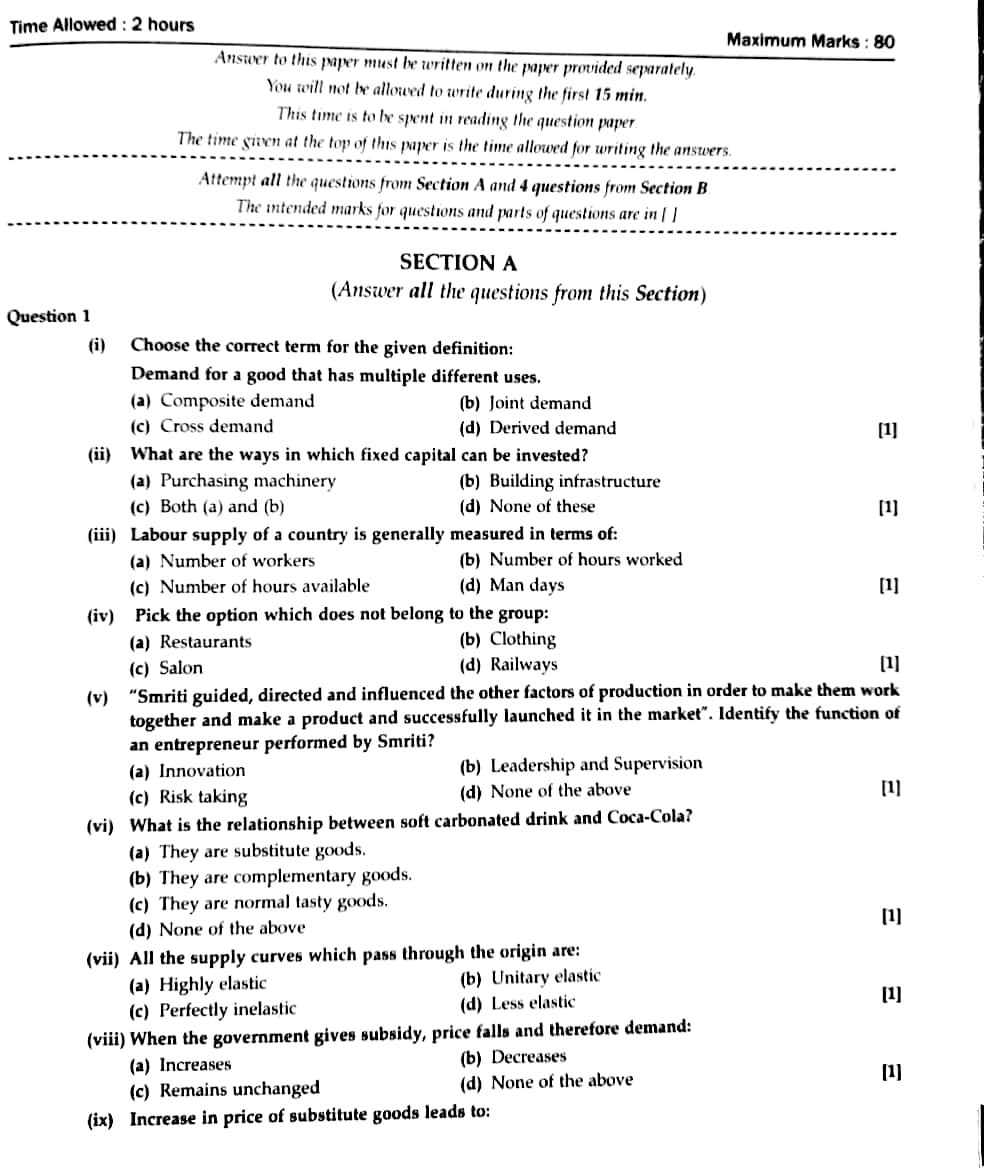 Time Allowed : 2 hours
Maximum Marks : 80
Answer to this paper must be written on the paper provided separately.
You will not be allowed to write during the first 15 min.
This time is to be spent in reading the question paper.
The time given at the top of this paper is the time allowed for writing the answers.
Attempt all the questions from Section A and 4 questions from Section B
The intended marks for questions and parts of questions are in [ ]
SECTION A
(Answer all the questions from this Section)
Question 1
(i) Choose the correct term for the given definition:
Demand for a good that has multiple different uses.
(a) Composite demand (b) Joint demand
(c) Cross demand (d) Derived demand [1]
(ii) What are the ways in which fixed capital can be invested?
(a) Purchasing machinery (b) Building infrastructure
(c) Both (a) and (b) (d) None of these [1]
(iii) Labour supply of a country is generally measured in terms of:
(a) Number of workers (b) Number of hours worked
(c) Number of hours available (d) Man days [1]
(iv) Pick the option which does not belong to the group:
(a) Restaurants (b) Clothing
(c) Salon (d) Railways [1]
(v) "Smriti guided, directed and influenced the other factors of production in order to make them work
together and make a product and successfully launched it in the market". Identify the function of
an entrepreneur performed by Smriti?
(a) Innovation (b) Leadership and Supervision
(c) Risk taking (d) None of the above [1]
(vi) What is the relationship between soft carbonated drink and Coca-Cola?
(a) They are substitute goods.
(b) They are complementary goods.
(c) They are normal tasty goods.
(d) None of the above [1]
(vii) All the supply curves which pass through the origin are:
(a) Highly elastic (b) Unitary elastic
(c) Perfectly inelastic (d) Less elastic [1]
(viii) When the government gives subsidy, price falls and therefore demand:
(a) Increases (b) Decreases
(c) Remains unchanged (d) None of the above [1]
(ix) Increase in price of substitute goods leads to: